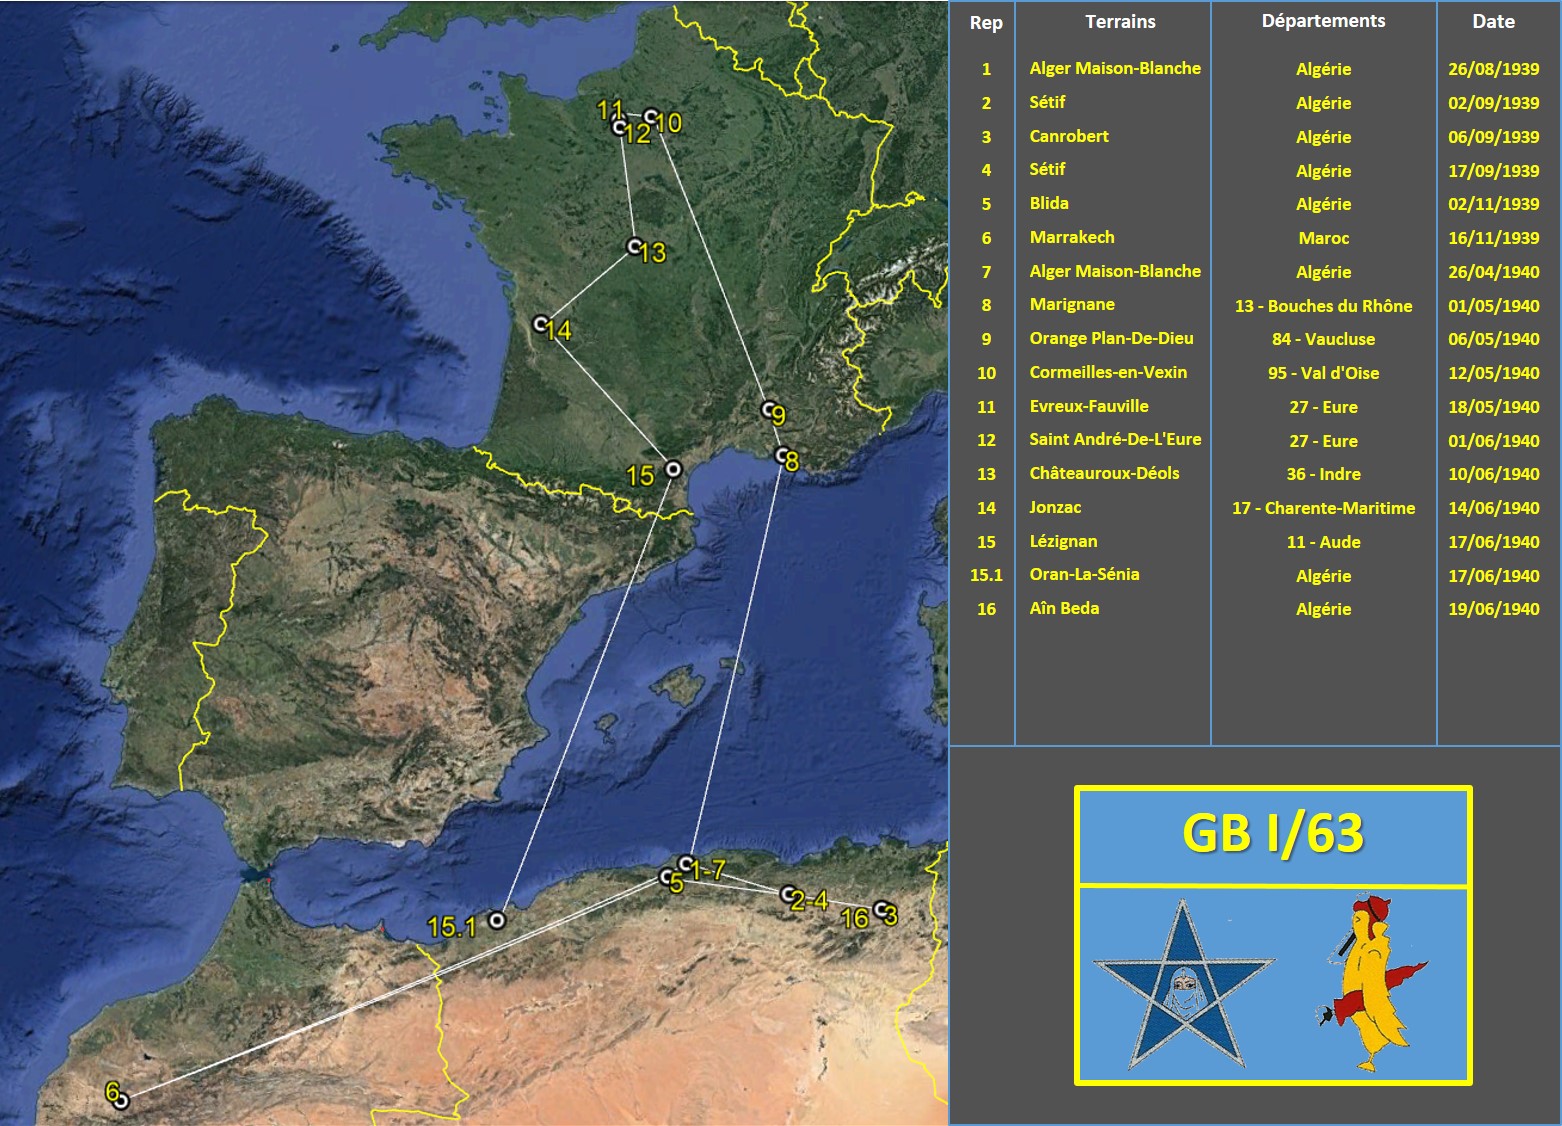 11
12
10
13
14
9
8
15
1-7
5
2-4
16
3
15.1
6
Rep Terrains Départements Date
1 Alger Maison-Blanche Algérie 26/08/1939
2 Sétif Algérie 02/09/1939
3 Canrobert Algérie 06/09/1939
4 Sétif Algérie 17/09/1939
5 Blida Algérie 02/11/1939
6 Marrakech Maroc 16/11/1939
7 Alger Maison-Blanche Algérie 26/04/1940
8 Marignane 13 - Bouches du Rhône 01/05/1940
9 Orange Plan-De-Dieu 84 - Vaucluse 06/05/1940
10 Cormeilles-en-Vexin 95 - Val d'Oise 12/05/1940
11 Evreux-Fauville 27 - Eure 18/05/1940
12 Saint André-De-L'Eure 27 - Eure 01/06/1940
13 Châteauroux-Déols 36 - Indre 10/06/1940
14 Jonzac 17 - Charente-Maritime 14/06/1940
15 Lézignan 11 - Aude 17/06/1940
15.1 Oran-La-Sénia Algérie 17/06/1940
16 Aîn Beda Algérie 19/06/1940
GB I/63